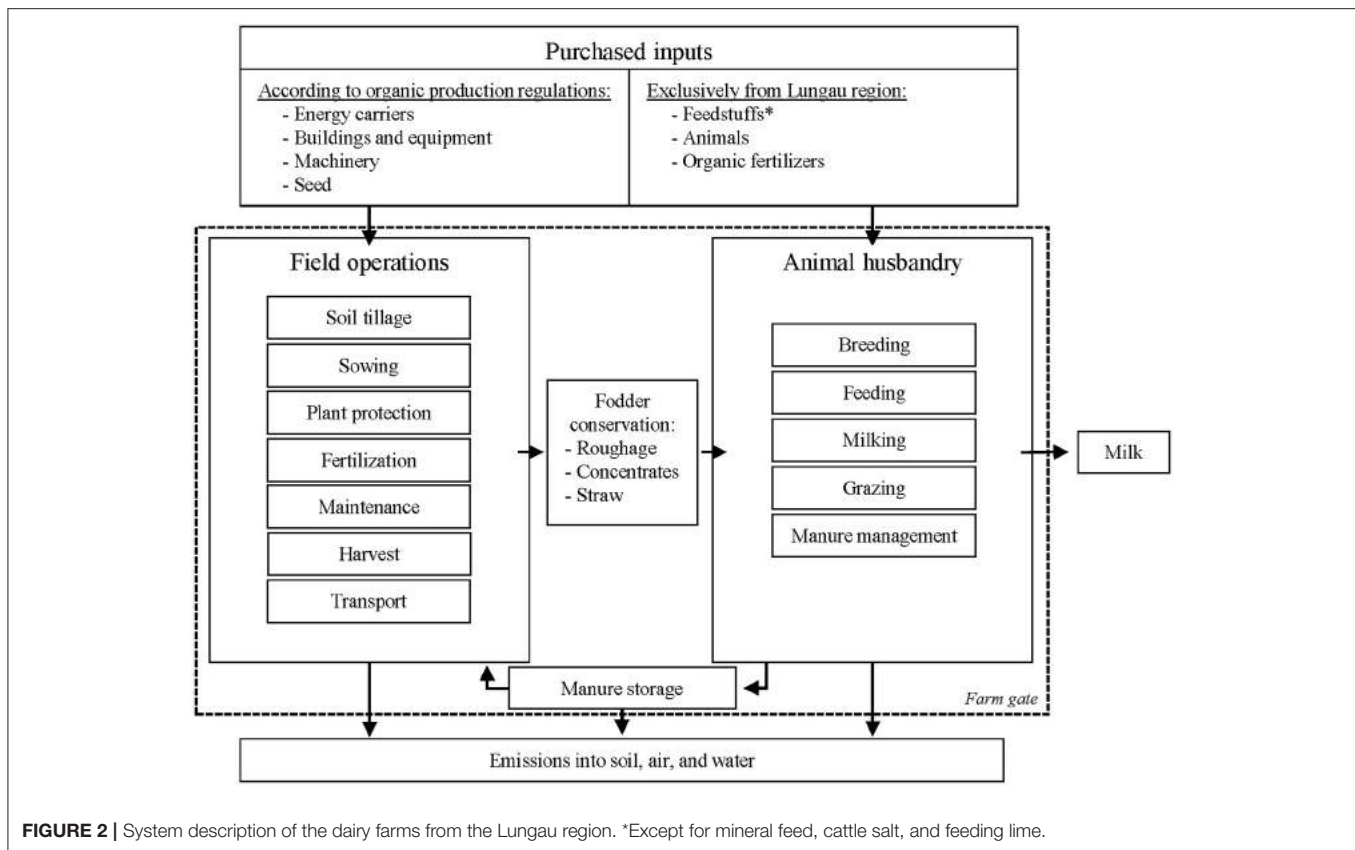 Purchased inputs
According to organic production regulations:
- Energy carriers
- Buildings and equipment
- Machinery
- Seed
Exclusively from Lungau region:
- Feedstuffs*
- Animals
- Organic fertilizers
Field operations
Soil tillage
Sowing
Plant protection
Fertilization
Maintenance
Harvest
Transport
Fodder
conservation:
- Roughage
- Concentrates
- Straw
Animal husbandry
Breeding
Feeding
Milking
Grazing
Manure management
Milk
Manure storage
Farm gate
Emissions into soil, air, and water
FIGURE 2 | System description of the dairy farms from the Lungau region. *Except for mineral feed, cattle salt, and feeding lime.